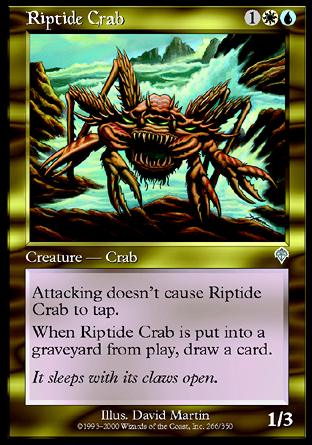 Riptide Crab 1
Creature — Crab
Attacking doesn't cause Riptide
Crab to tap.
When Riptide Crab is put into a
graveyard from play, draw a card.
It sleeps with its claws open.
Illus. David Martin
©1993–2000 Wizards of the Coast, Inc. 266/350
1/3